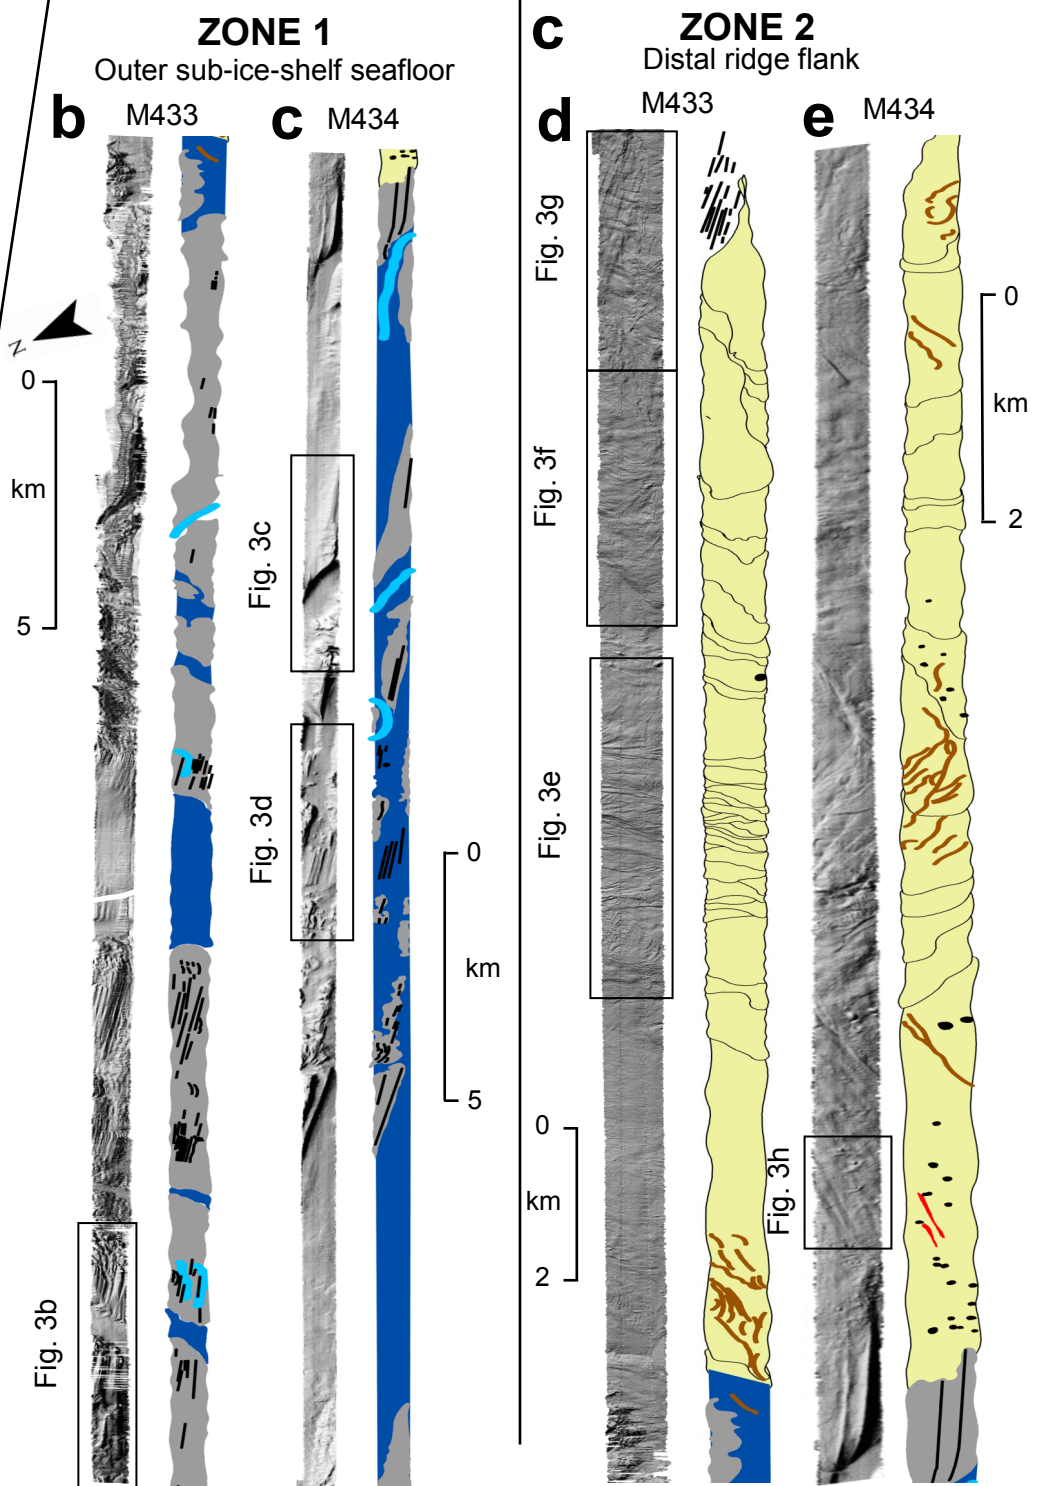 ZONE 1
Outer sub-ice-shelf seafloor
b
M433
c
M434
N
0
km
5
Fig. 3c
Fig. 3d
0
km
5
Fig. 3b
c
ZONE 2
Distal ridge flank
d
M433
e
M434
Fig. 3g
Fig. 3f
Fig. 3e
0
km
2
0
km
2
Fig. 3h